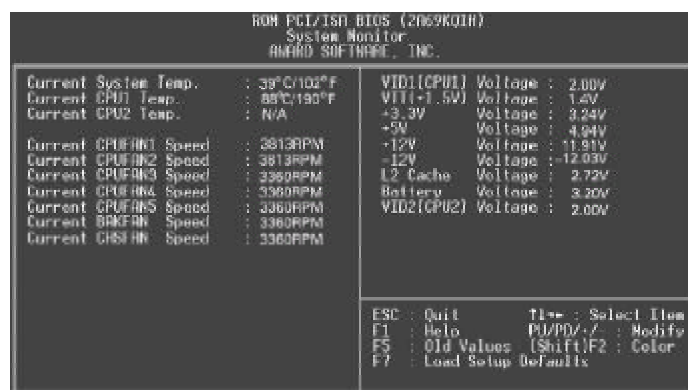 ROM PCI/ISA BIOS (2A69KQ1H)
System Monitor
AWARD SOFTWARE, INC.
Current System Temp. : 39°C/102°F
Current CPU1 Temp. : 88°C/190°F
Current CPU2 Temp. : N/A
Current CPUFAN1 Speed : 3813RPM
Current CPUFAN2 Speed : 3813RPM
Current CPUFAN3 Speed : 3360RPM
Current CPUFAN4 Speed : 3360RPM
Current CPUFAN5 Speed : 3360RPM
Current BAKFAN Speed : 3360RPM
Current CHSFAN Speed : 3360RPM
VID1(CPU1) Voltage : 2.00V
VTT(+1.5V) Voltage : 1.4V
+3.3V Voltage : 3.24V
+5V Voltage : 4.94V
+12V Voltage : 11.91V
-12V Voltage :-12.03V
L2 Cache Voltage : 2.72V
Battery Voltage : 3.20V
VID2(CPU2) Voltage : 2.00V
ESC : Quit ↑↓→← : Select Item
F1 : Help PU/PD/+/- : Modify
F5 : Old Values (Shift)F2 : Color
F7 : Load Setup Defaults